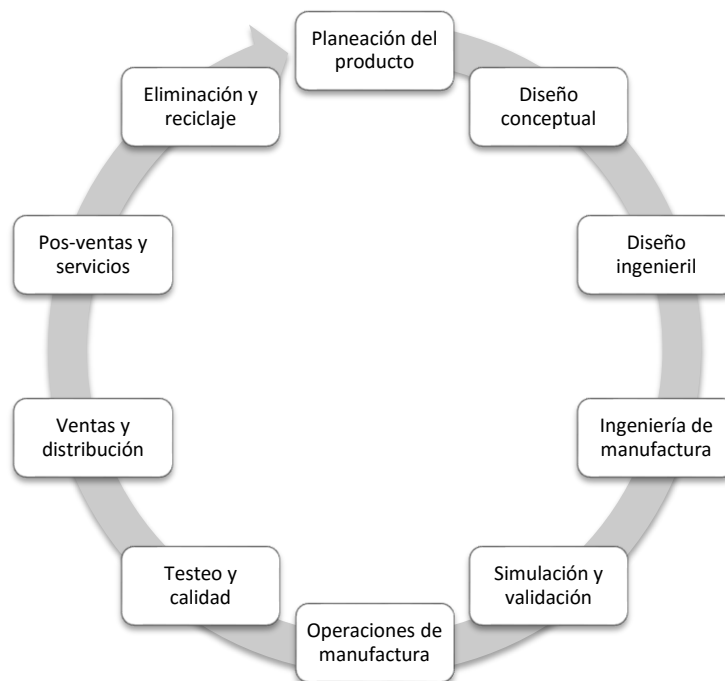 Planeación del
producto
Diseño
conceptual
Diseño
ingenieril
Ingeniería de
manufactura
Simulación y
validación
Operaciones de
manufactura
Testeo y
calidad
Ventas y
distribución
Pos-ventas y
servicios
Eliminación y
reciclaje